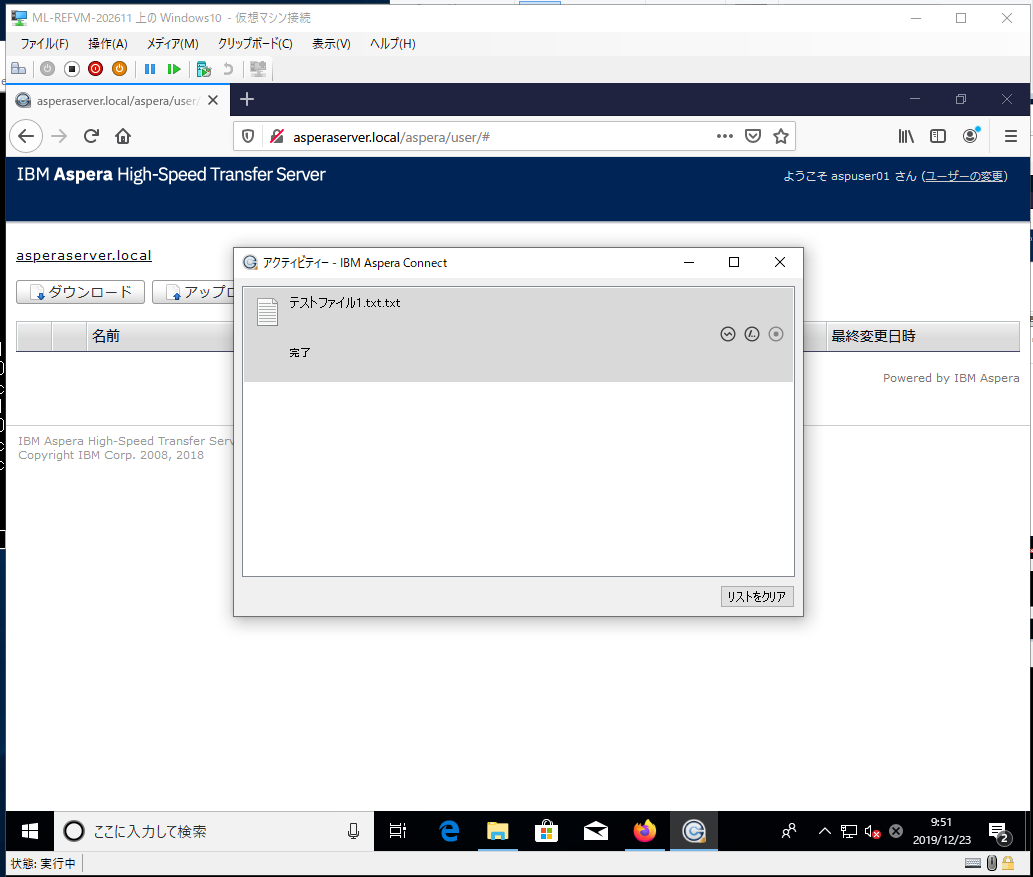 ML-REFVM-202611 上の Windows10 - 仮想マシン接続
ファイル(F) 操作(A) メディア(M) クリップボード(C) 表示(V) ヘルプ(H)
asperaserver.local/aspera/user/
asperaserver.local/aspera/user/#
IBM Aspera High-Speed Transfer Server
ようこそ aspuser01 さん (ユーザーの変更)
asperaserver.local
アクティビティー - IBM Aspera Connect
ダウンロード アップロ
テストファイル1.txt.txt
名前
最終変更日時
完了
Powered by IBM Aspera
IBM Aspera High-Speed Transfer Serv
Copyright IBM Corp. 2008, 2018
リストをクリア
ここに入力して検索
9:51
2019/12/23
2
状態: 実行中